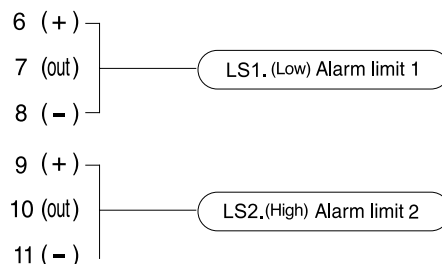 6 (+)
7 (out)
8 (–)
LS1. (Low) Alarm limit 1
9 (+)
10 (out)
11 (–)
LS2. (High) Alarm limit 2